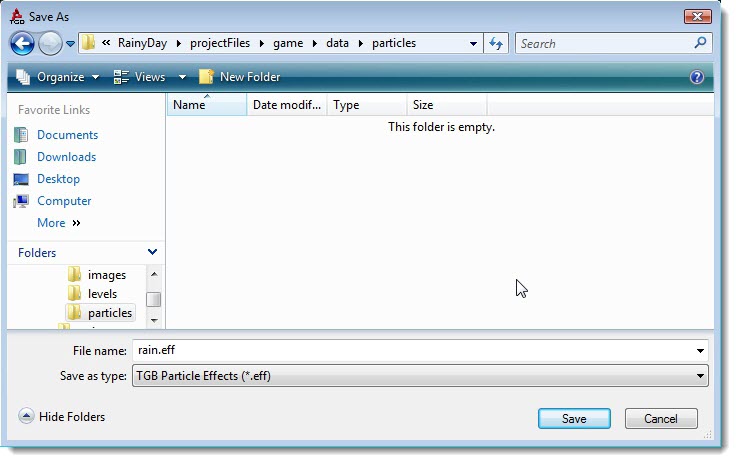 TGB Save As
« RainyDay projectFiles game data particles Search
Organize Views New Folder
Favorite Links
Documents
Downloads
Desktop
Computer
More »
Folders
images
levels
particles
Name Date modif... Type Size
This folder is empty.
File name: rain.eff
Save as type: TGB Particle Effects (*.eff)
Hide Folders Save Cancel